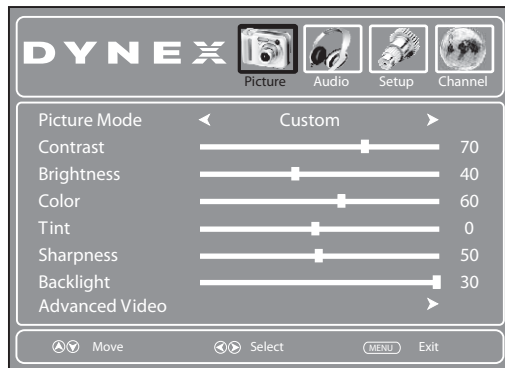 DYNEX
Picture Audio Setup Channel
Picture Mode Custom
Contrast 70
Brightness 40
Color 60
Tint 0
Sharpness 50
Backlight 30
Advanced Video
Move Select MENU Exit